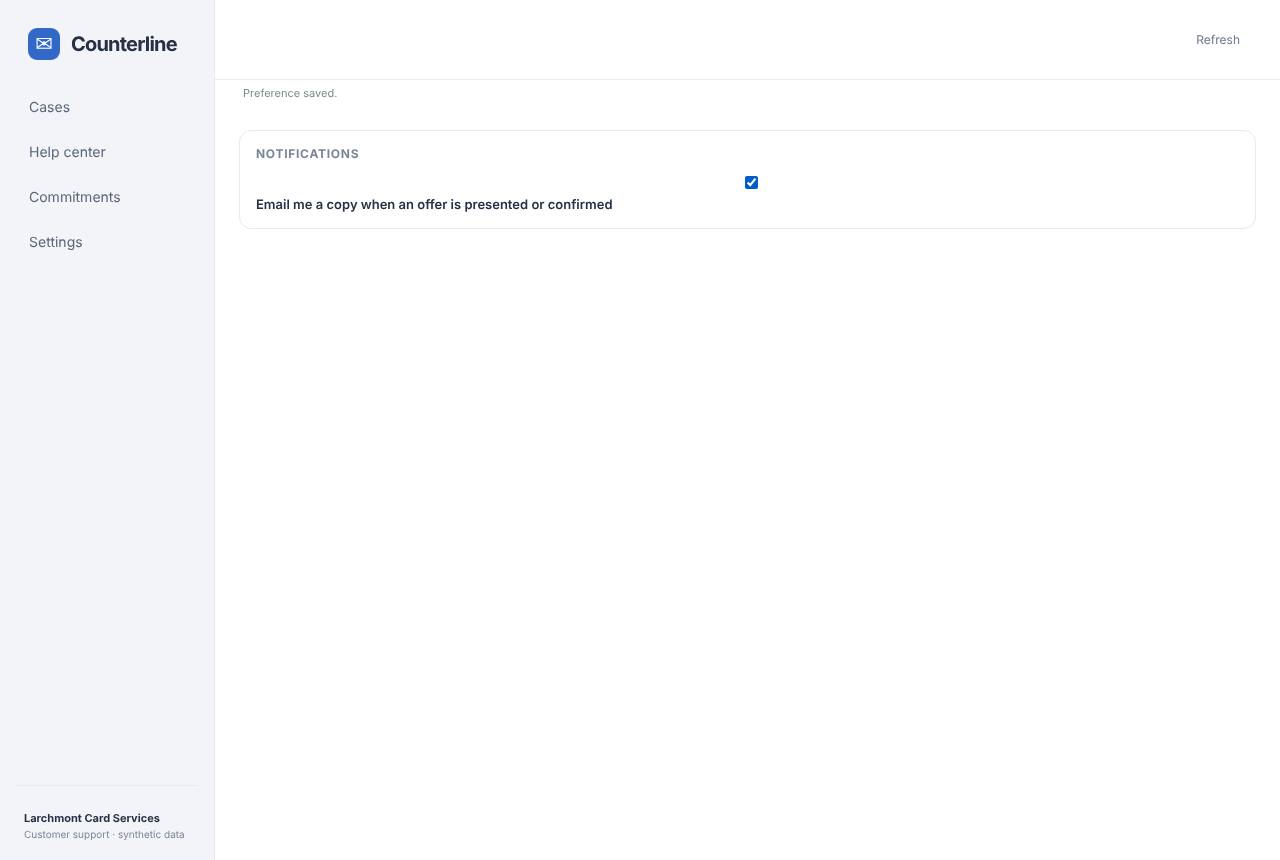 Counterline
Cases
Help center
Commitments
Settings
Larchmont Card Services
Customer support · synthetic data
Refresh
Preference saved.
NOTIFICATIONS
Email me a copy when an offer is presented or confirmed